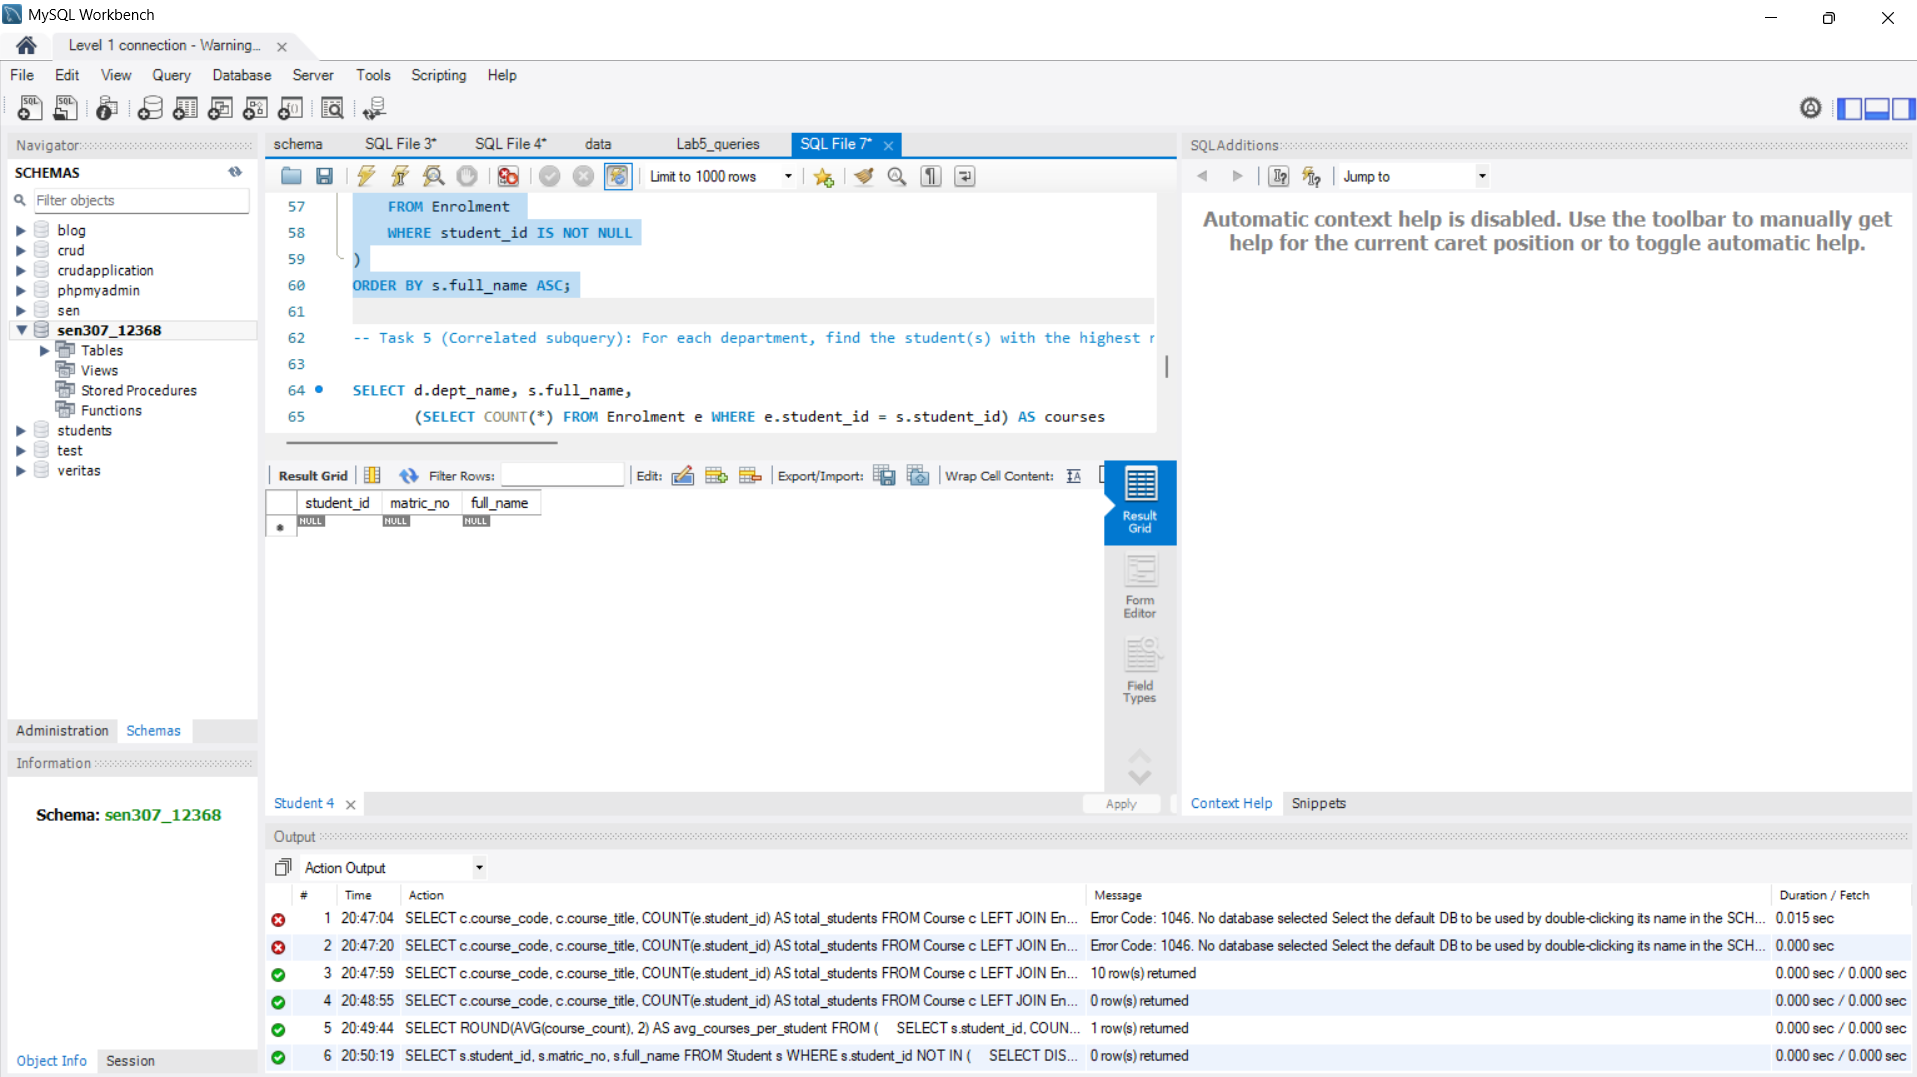 MySQL Workbench
Level 1 connection - Warning...
File Edit View Query Database Server Tools Scripting Help
Navigator
SCHEMAS
Filter objects
blog
crud
crudapplication
phpmyadmin
sen
sen307_12368
Tables
Views
Stored Procedures
Functions
students
test
veritas
Administration Schemas
Information
Schema: sen307_12368
Object Info Session
schema SQL File 3* SQL File 4* data Lab5_queries SQL File 7*
Limit to 1000 rows
57 FROM Enrolment
58 WHERE student_id IS NOT NULL
59 )
60 ORDER BY s.full_name ASC;
61
62 -- Task 5 (Correlated subquery): For each department, find the student(s) with the highest
63
64 SELECT d.dept_name, s.full_name,
65 (SELECT COUNT(*) FROM Enrolment e WHERE e.student_id = s.student_id) AS courses
Result Grid Filter Rows: Edit: Export/Import: Wrap Cell Content:
student_id matric_no full_name
NULL NULL NULL
Result Grid
Form Editor
Field Types
Student 4 Apply
SQLAdditions
Jump to
Automatic context help is disabled. Use the toolbar to manually get
help for the current caret position or to toggle automatic help.
Context Help Snippets
Output
Action Output
# Time Action Message Duration / Fetch
1 20:47:04 SELECT c.course_code, c.course_title, COUNT(e.student_id) AS total_students FROM Course c LEFT JOIN En... Error Code: 1046. No database selected Select the default DB to be used by double-clicking its name in the SCH... 0.015 sec
2 20:47:20 SELECT c.course_code, c.course_title, COUNT(e.student_id) AS total_students FROM Course c LEFT JOIN En... Error Code: 1046. No database selected Select the default DB to be used by double-clicking its name in the SCH... 0.000 sec
3 20:47:59 SELECT c.course_code, c.course_title, COUNT(e.student_id) AS total_students FROM Course c LEFT JOIN En... 10 row(s) returned 0.000 sec / 0.000 sec
4 20:48:55 SELECT c.course_code, c.course_title, COUNT(e.student_id) AS total_students FROM Course c LEFT JOIN En... 0 row(s) returned 0.000 sec / 0.000 sec
5 20:49:44 SELECT ROUND(AVG(course_count), 2) AS avg_courses_per_student FROM ( SELECT s.student_id, COUN... 1 row(s) returned 0.000 sec / 0.000 sec
6 20:50:19 SELECT s.student_id, s.matric_no, s.full_name FROM Student s WHERE s.student_id NOT IN ( SELECT DIS... 0 row(s) returned 0.000 sec / 0.000 sec